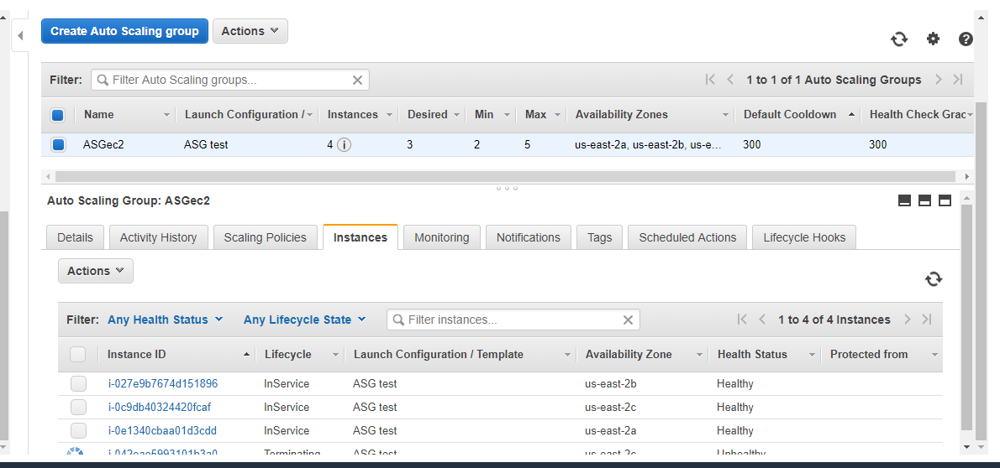 Create Auto Scaling group Actions
Filter: Filter Auto Scaling groups... 1 to 1 of 1 Auto Scaling Groups
Name Launch Configuration / Instances Desired Min Max Availability Zones Default Cooldown Health Check Grac
ASGec2 ASG test 4 3 2 5 us-east-2a, us-east-2b, us-e... 300 300
Auto Scaling Group: ASGec2
Details Activity History Scaling Policies Instances Monitoring Notifications Tags Scheduled Actions Lifecycle Hooks
Actions
Filter: Any Health Status Any Lifecycle State Filter instances... 1 to 4 of 4 Instances
Instance ID Lifecycle Launch Configuration / Template Availability Zone Health Status Protected from
i-027e9b7674d151896 InService ASG test us-east-2b Healthy
i-0c9db40324420fcaf InService ASG test us-east-2c Healthy
i-0e1340cbaa01d3cdd InService ASG test us-east-2a Healthy
Terminating ASG test us-east-2c Unhealthy